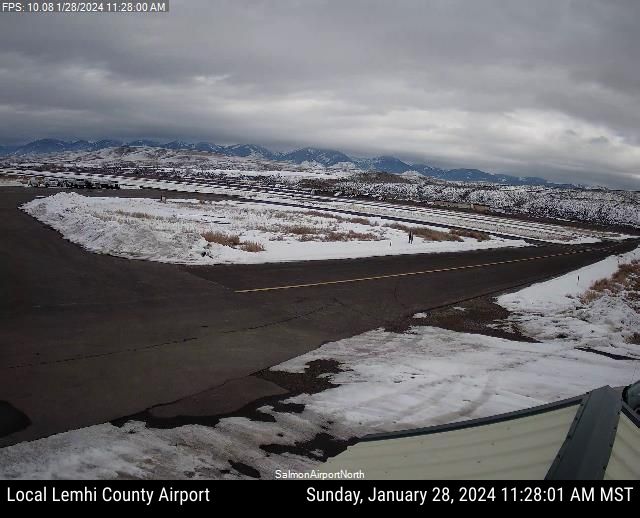 FPS: 10.08 1/28/2024 11:28:00 AM
SalmonAirportNorth
Local Lemhi County Airport Sunday, January 28, 2024 11:28:01 AM MST